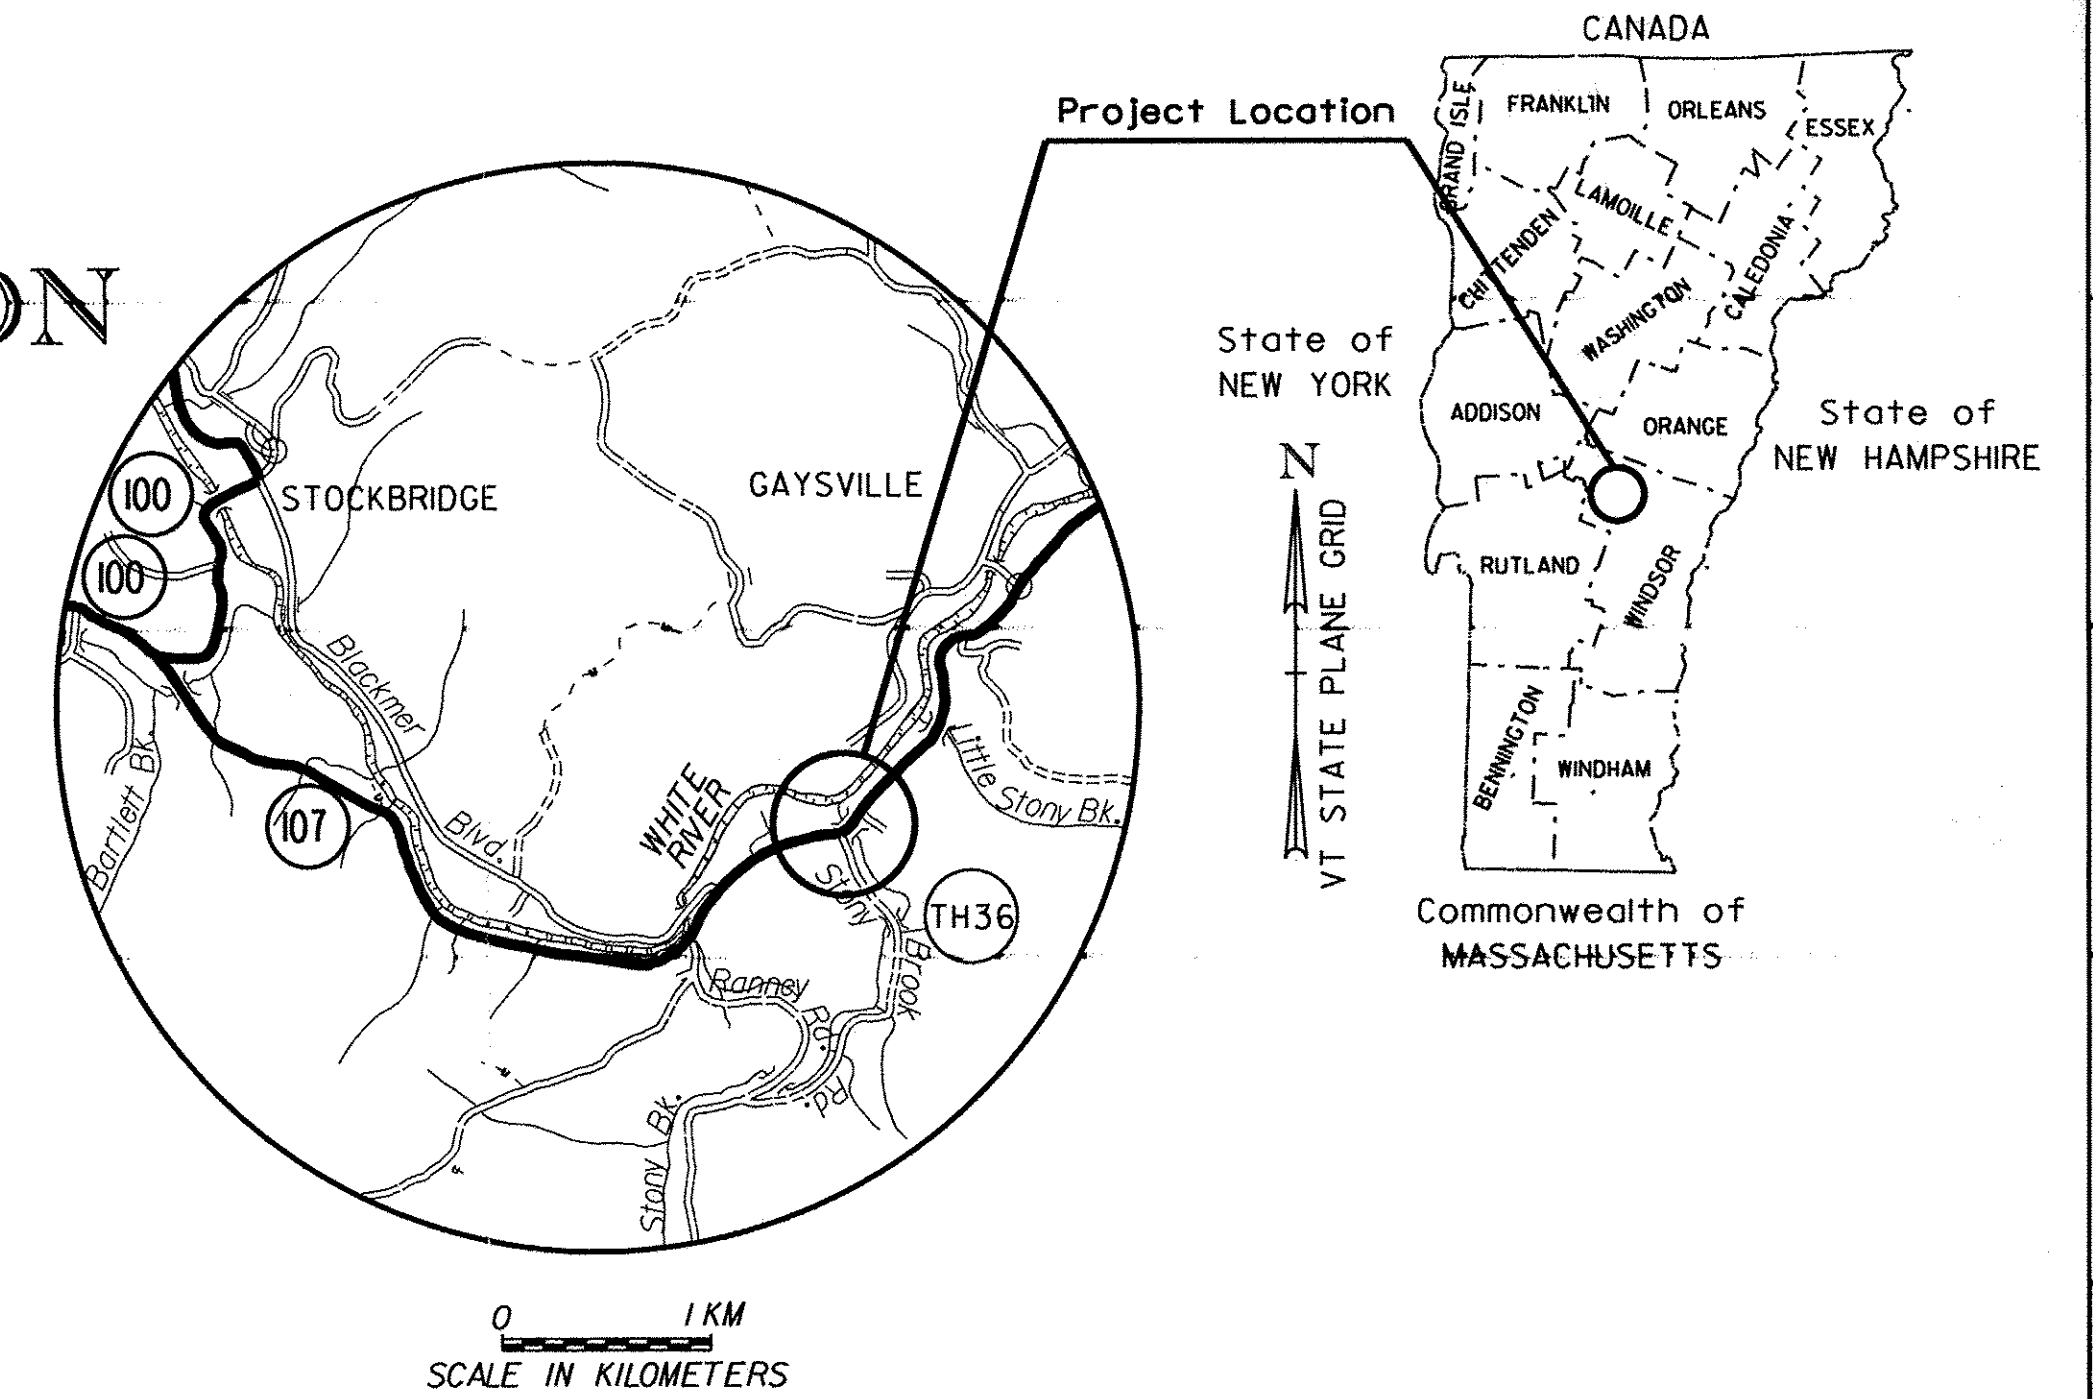 ON
CANADA
Project Location
GRAND ISLE
FRANKLIN
ORLEANS
ESSEX
LAMOILLE
CHITTENDEN
CALEDONIA
WASHINGTON
State of
NEW YORK
ADDISON
ORANGE
State of
NEW HAMPSHIRE
RUTLAND
WINDSOR
BENNINGTON
WINDHAM
Commonwealth of
MASSACHUSETTS
N
VT STATE PLANE GRID
STOCKBRIDGE
GAYSVILLE
100
100
Blackmer
Blvd.
Bartlett Bk.
107
WHITE
RIVER
Little Stony Bk.
TH36
Stony
Brook
Rd.
Ranney
Rd.
Stony
Bk.
0 1 KM
SCALE IN KILOMETERS